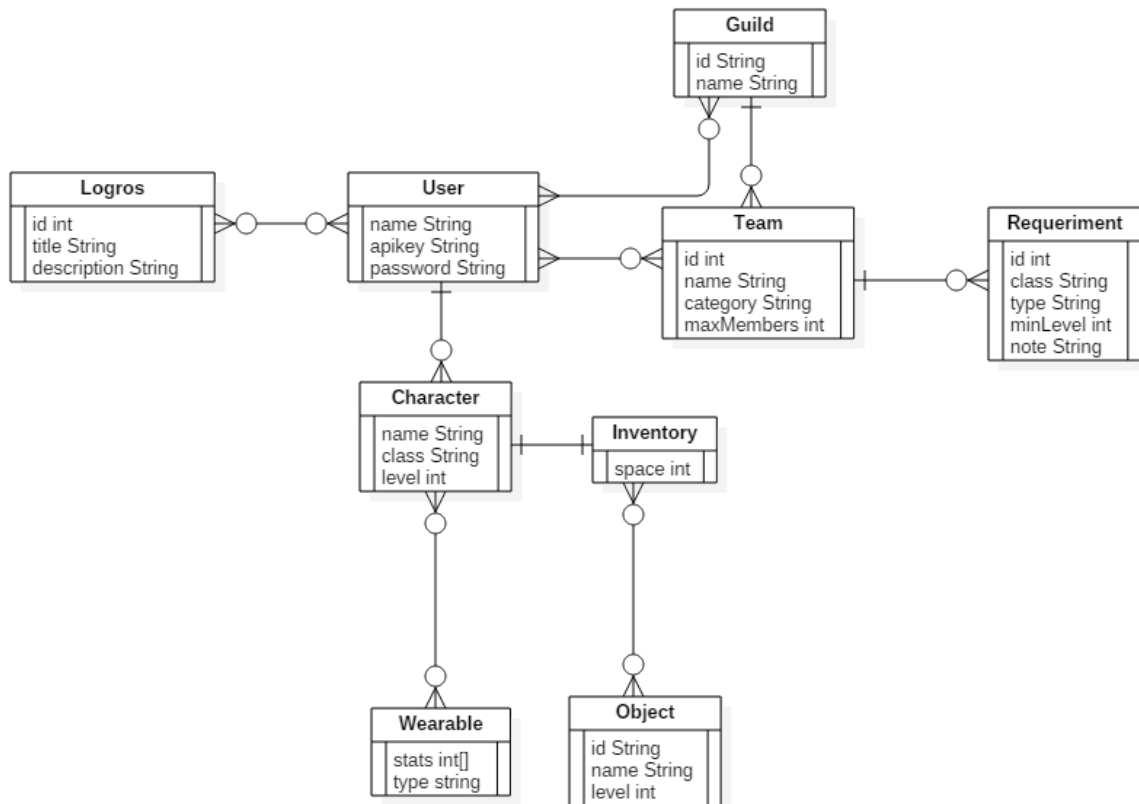 Guild
id String
name String
Logros
id int
title String
description String
User
name String
apikey String
password String
Team
id int
name String
category String
maxMembers int
Requeriment
id int
class String
type String
minLevel int
note String
Character
name String
class String
level int
Inventory
space int
Wearable
stats int[]
type string
Object
id String
name String
level int